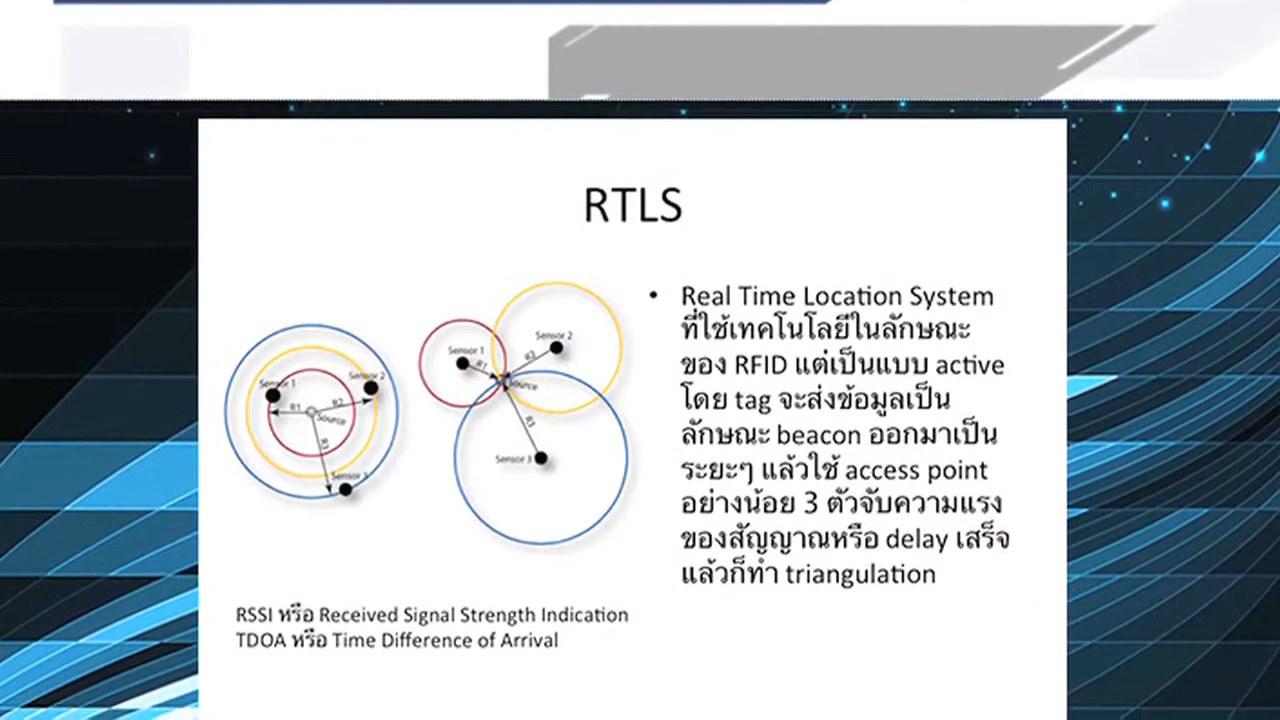 RTLS
Sensor 1
Sensor 2
R1
R2
Source
R3
Sensor 3
Sensor 1
Sensor 2
R1
R2
Source
R3
Sensor 3
• Real Time Location System
ที่ใช้เทคโนโลยีในลักษณะ
ของ RFID แต่เป็นแบบ active
โดย tag จะส่งข้อมูลเป็น
ลักษณะ beacon ออกมาเป็น
ระยะๆ แล้วใช้ access point
อย่างน้อย 3 ตัวจับความแรง
ของสัญญาณหรือ delay เสร็จ
แล้วก็ทำ triangulation
RSSI หรือ Received Signal Strength Indication
TDOA หรือ Time Difference of Arrival